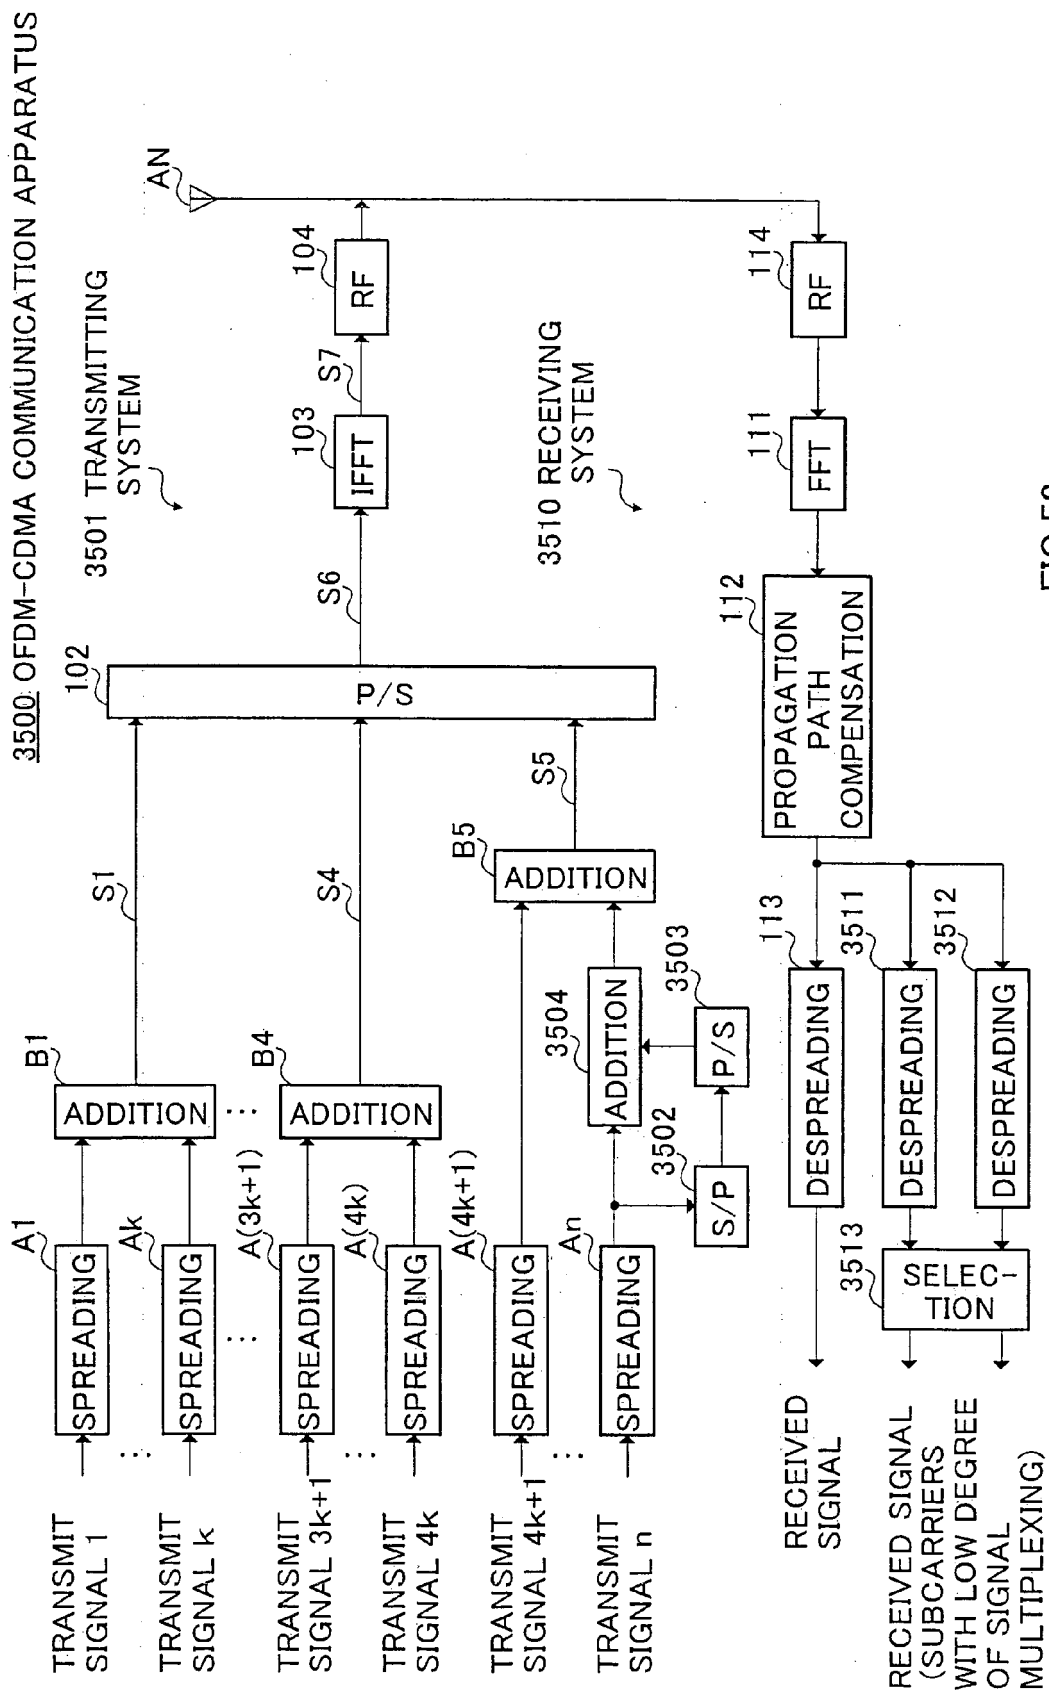 3500 OFDM-CDMA COMMUNICATION APPARATUS
3501 TRANSMITTING
SYSTEM
AN
TRANSMIT
SIGNAL 1
A1
SPREADING
B1
ADDITION
S1
102
P/S
S6
103
IFFT
S7
104
RF
...
TRANSMIT
SIGNAL k
Ak
SPREADING
...
...
TRANSMIT
SIGNAL 3k+1
A(3k+1)
SPREADING
B4
ADDITION
S4
...
TRANSMIT
SIGNAL 4k
A(4k)
SPREADING
TRANSMIT
SIGNAL 4k+1
A(4k+1)
SPREADING
B5
ADDITION
S5
...
TRANSMIT
SIGNAL n
An
SPREADING
3504
ADDITION
3502
S/P
3503
P/S
3510 RECEIVING
SYSTEM
114
RF
111
FFT
112
PROPAGATION
PATH
COMPENSATION
113
DESPREADING
RECEIVED
SIGNAL
3511
DESPREADING
3512
DESPREADING
3513
SELEC-
TION
RECEIVED SIGNAL
(SUBCARRIERS
WITH LOW DEGREE
OF SIGNAL
MULTIPLEXING)